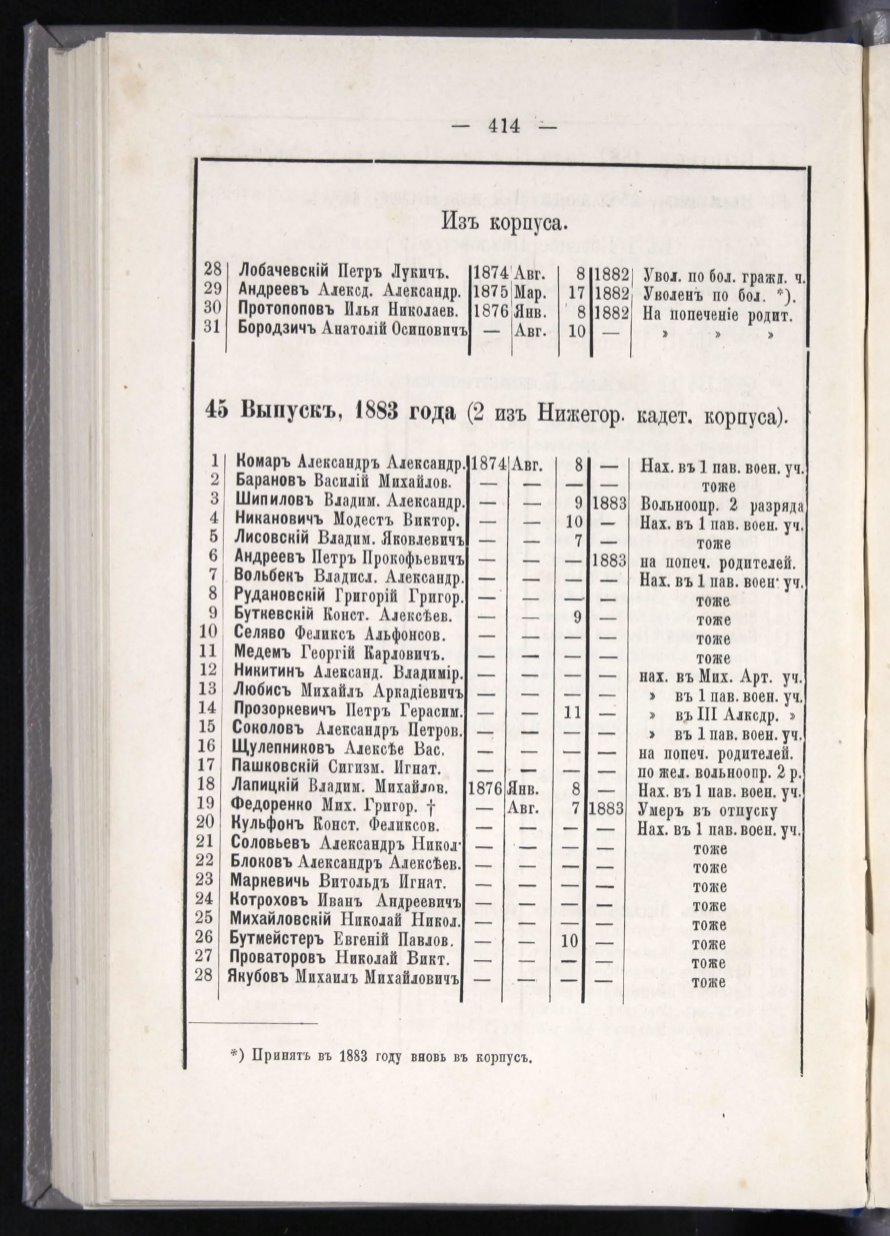 — 414 —
Изъ корпуса.
28 Лобачевскій Петръ Лукичъ. 1874 Авг. 8 1882 Увол. по бол. гражд. ч.
29 Андреевъ Алексд. Александр. 1875 Мар. 17 1882 Уволенъ по бол. *).
30 Протопоповъ Илья Николаев. 1876 Янв. 8 1882 На попеченіе родит.
31 Бородзичъ Анатолій Осиповичъ — Авг. 10 — » » »
45 Выпускъ, 1883 года (2 изъ Нижегор. кадет. корпуса).
1 Комаръ Александръ Александр. 1874 Авг. 8 — Нах. въ 1 пав. воен. уч.
2 Барановъ Василій Михайлов. — — — — тоже
3 Шипиловъ Владим. Александр. — — 9 1883 Вольноопр. 2 разряда
4 Никановичъ Модестъ Виктор. — — 10 — Нах. въ 1 пав. воен. уч.
5 Лисовскій Владим. Яковлевичъ — — 7 — тоже
6 Андреевъ Петръ Прокофьевичъ — — — 1883 на попеч. родителей.
7 Вольбекъ Владисл. Александр. — — — — Нах. въ 1 пав. воен. уч.
8 Рудановскій Григорій Григор. — — — — тоже
9 Буткевскій Конст. Алексѣев. — — 9 — тоже
10 Селяво Феликсъ Альфонсов. — — — — тоже
11 Медемъ Георгій Карловичъ. — — — — тоже
12 Никитинъ Александ. Владимір. — — — — нах. въ Мих. Арт. уч.
13 Любисъ Михайлъ Аркадіевичъ — — — — » въ 1 пав. воен. уч.
14 Прозоркевичъ Петръ Герасим. — — 11 — » въ III Алксдр. »
15 Соколовъ Александръ Петров. — — — — » въ 1 пав. воен. уч.
16 Щулепниковъ Алексѣе Вас. — — — — на попеч. родителей.
17 Пашковскій Сигизм. Игнат. — — — — по жел. вольноопр. 2 р.
18 Лапицкій Владим. Михайлов. 1876 Янв. 8 — Нах. въ 1 пав. воен. уч.
19 Федоренко Мих. Григор. † — Авг. 7 1883 Умеръ въ отпуску
20 Кульфонъ Конст. Феликсов. — — — — Нах. въ 1 пав. воен. уч.
21 Соловьевъ Александръ Никол. — — — — тоже
22 Блоковъ Александръ Алексѣев. — — — — тоже
23 Маркевичь Витольдъ Игнат. — — — — тоже
24 Котроховъ Иванъ Андреевичъ — — — — тоже
25 Михайловскій Николай Никол. — — — — тоже
26 Бутмейстеръ Евгеній Павлов. — — 10 — тоже
27 Проваторовъ Николай Викт. — — — — тоже
28 Якубовъ Михаилъ Михайловичъ — — — — тоже
*) Принятъ въ 1883 году вновь въ корпусъ.